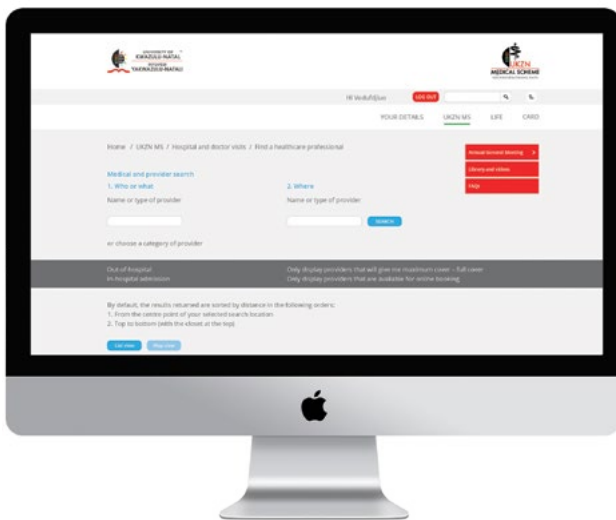 UNIVERSITY OF
KWAZULU-NATAL
INYUVESI
YAKWAZULU-NATALI
UKZN
MEDICAL SCHEME
LOG OUT
YOUR DETAILS UKZN MS LIFE CARD
Home / UKZN MS / Hospital and doctor visits / Find a healthcare professional
Annual General Meeting
Library and videos
FAQs
Medical and provider search
1. Who or what
2. Where
Name or type of provider
Name or type of provider
SEARCH
or choose a category of provider
Out of hospital
Only display providers that will give me maximum cover – full cover
In-hospital admission
Only display providers that are available for online booking
By default, the results returned are sorted by distance in the following orders:
1. From the centre point of your selected search location
2. Top to bottom (with the closet at the top)
List view
Map view